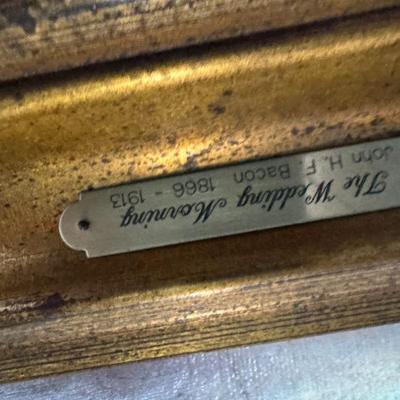 The Wedding Morning
John H. F. Bacon 1866 - 1913